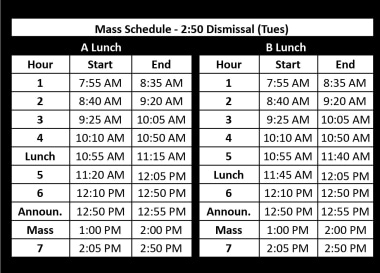 Mass Schedule - 2:50 Dismissal (Tues)
A Lunch B Lunch
Hour Start End Hour Start End
1 7:55 AM 8:35 AM 1 7:55 AM 8:35 AM
2 8:40 AM 9:20 AM 2 8:40 AM 9:20 AM
3 9:25 AM 10:05 AM 3 9:25 AM 10:05 AM
4 10:10 AM 10:50 AM 4 10:10 AM 10:50 AM
Lunch 10:55 AM 11:15 AM 5 10:55 AM 11:40 AM
5 11:20 AM 12:05 PM Lunch 11:45 AM 12:05 PM
6 12:10 PM 12:50 PM 6 12:10 PM 12:50 PM
Announ. 12:50 PM 12:55 PM Announ. 12:50 PM 12:55 PM
Mass 1:00 PM 2:00 PM Mass 1:00 PM 2:00 PM
7 2:05 PM 2:50 PM 7 2:05 PM 2:50 PM